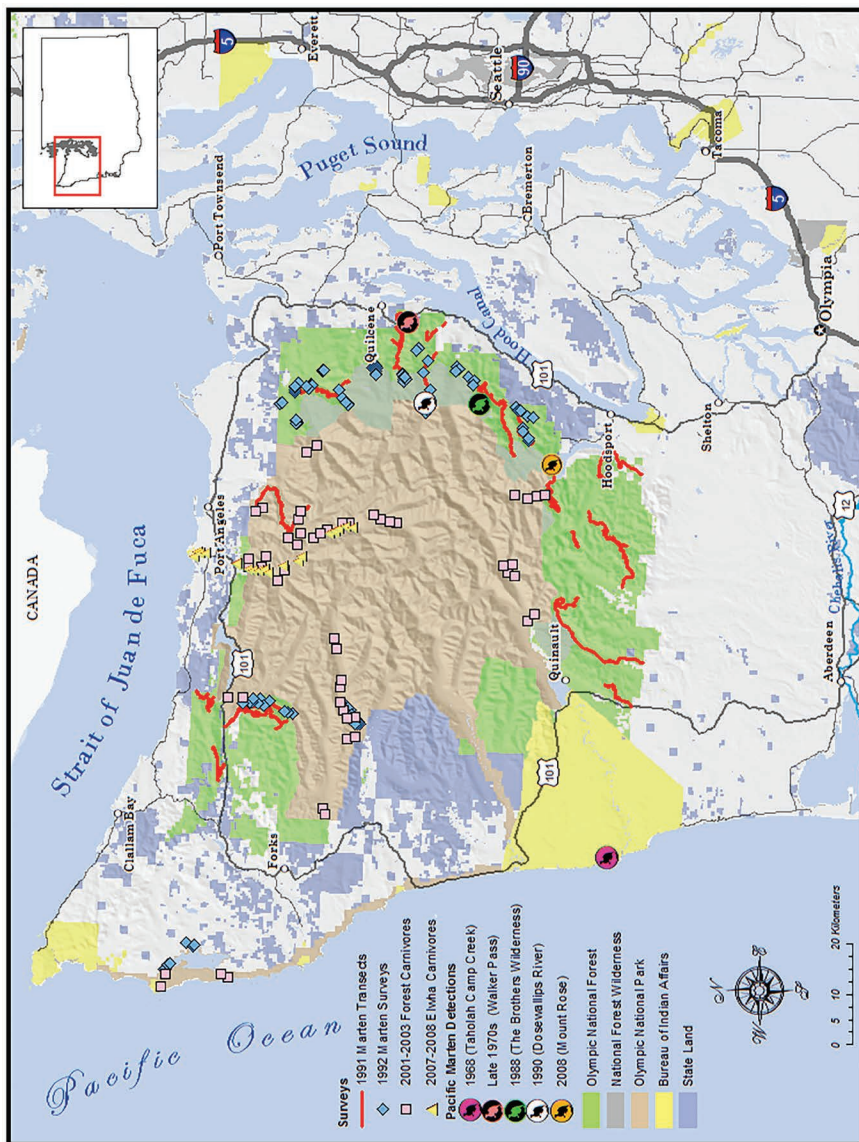 CANADA
Strait of Juan de Fuca
Pacific Ocean
Clallam Bay
Port Angeles
Port Townsend
Puget Sound
5
Everett
101
Forks
Quilcene
Hood Canal
101
Seattle
90
Bremerton
Quinault
101
Hoodsport
Tacoma
Shelton
5
Olympia
Aberdeen
Chehalis River
12
Surveys
1991 Marten Transects
1992 Marten Surveys
2001-2003 Forest Carnivores
2007-2008 Elwha Carnivores
Pacific Marten Detections
1968 (Taholah Camp Creek)
Late 1970s (Walker Pass)
1988 (The Brothers Wilderness)
1990 (Dosewallips River)
2008 (Mount Rose)
Olympic National Forest
National Forest Wilderness
Olympic National Park
Bureau of Indian Affairs
State Land
N
W E
S
0 5 10 20 Kilometers